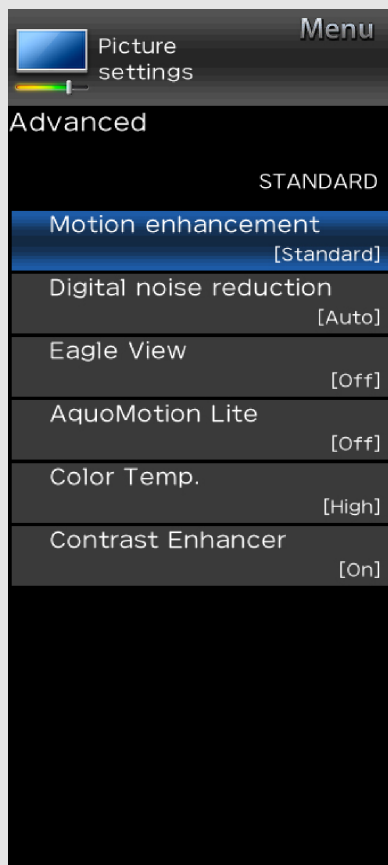 Menu
Picture
settings
Advanced
STANDARD
Motion enhancement
[Standard]
Digital noise reduction
[Auto]
Eagle View
[Off]
AquoMotion Lite
[Off]
Color Temp.
[High]
Contrast Enhancer
[On]